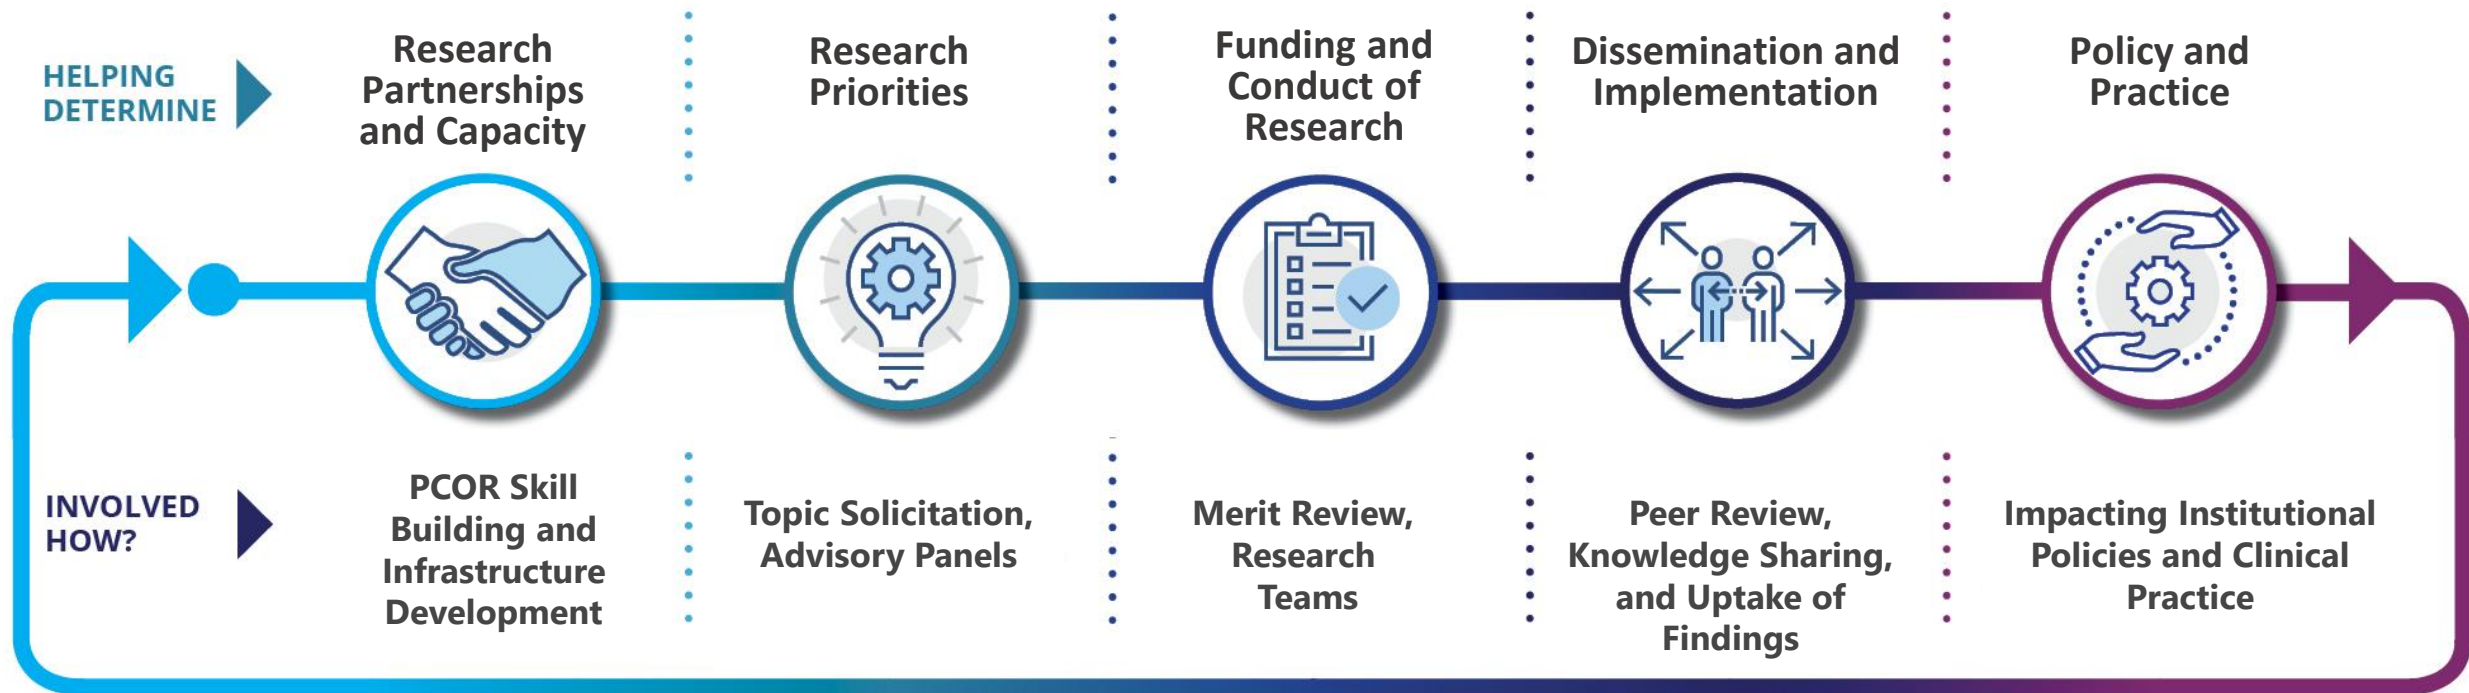 HELPING
DETERMINE
Research
Partnerships
and Capacity
Research
Priorities
Funding and
Conduct of
Research
Dissemination and
Implementation
Policy and
Practice
INVOLVED
HOW?
PCOR Skill
Building and
Infrastructure
Development
Topic Solicitation,
Advisory Panels
Merit Review,
Research
Teams
Peer Review,
Knowledge Sharing,
and Uptake of
Findings
Impacting Institutional
Policies and Clinical
Practice